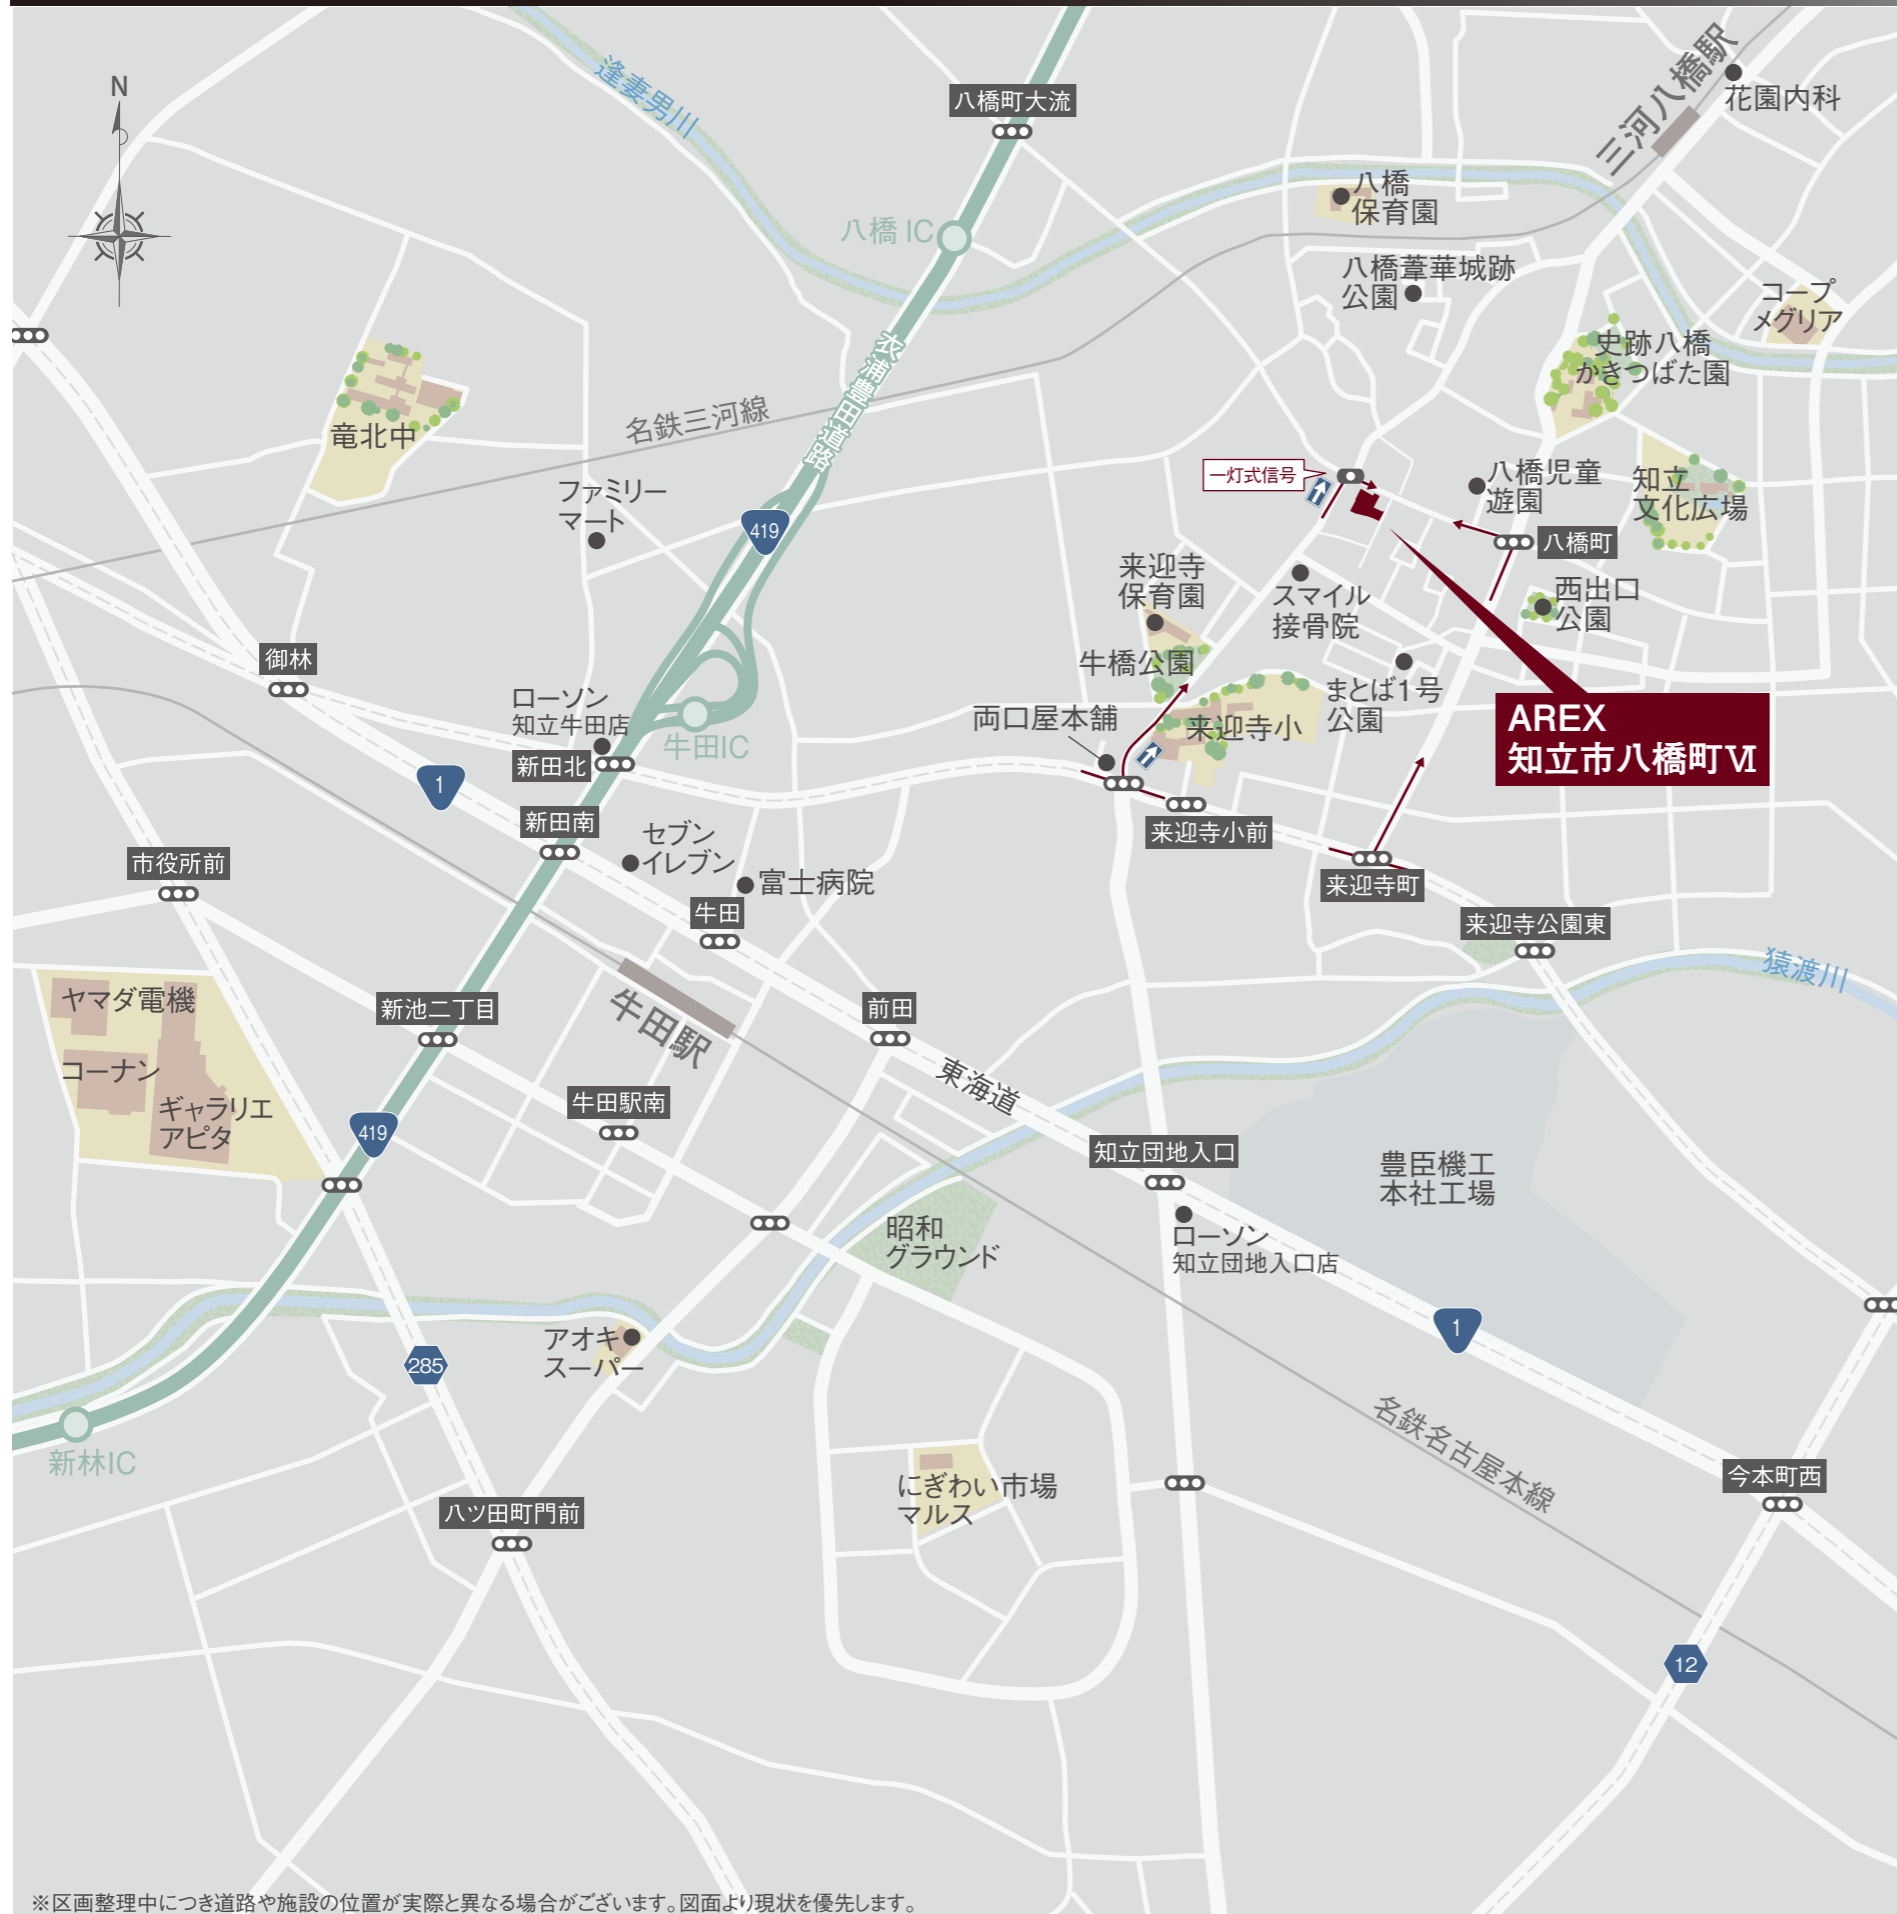 N
逢妻男川
八橋町大流
三河八橋駅
花園内科
八橋
保育園
八橋 IC
八橋葦華城跡
公園
コープ
メグリア
史跡八橋
かきつばた園
衣浦豊田道路
名鉄三河線
竜北中
ファミリー
マート
419
一灯式信号
八橋児童
遊園
知立
文化広場
八橋町
来迎寺
保育園
スマイル
接骨院
西出口
公園
御林
牛橋公園
まとば1号
公園
ローソン
知立牛田店
両口屋本舗
来迎寺小
AREX
知立市八橋町Ⅵ
牛田IC
新田北
1
新田南
セブン
イレブン
来迎寺小前
市役所前
富士病院
来迎寺町
牛田
来迎寺公園東
猿渡川
ヤマダ電機
新池二丁目
牛田駅
前田
コーナン
東海道
ギャラリエ
アピタ
牛田駅南
419
知立団地入口
豊臣機工
本社工場
昭和
グラウンド
ローソン
知立団地入口店
1
アオキ
スーパー
285
新林IC
名鉄名古屋本線
にぎわい市場
マルス
今本町西
八ツ田町門前
12
※区画整理中につき道路や施設の位置が実際と異なる場合がございます。図面より現状を優先します。